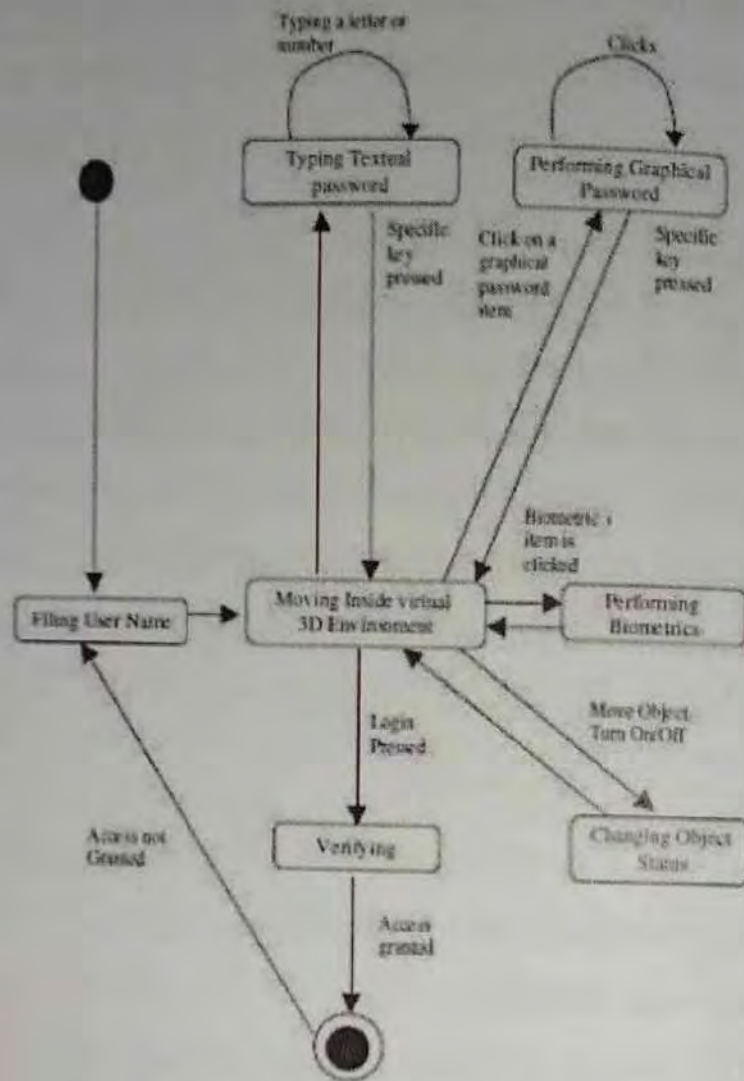 Typing a letter or
number
Clicks
Typing Textual
password
Performing Graphical
Password
Specific
key
pressed
Click on a
graphical
password
item
Specific
key
pressed
Biometric
item is
clicked
Filing User Name
Moving Inside virtual
3D Environment
Performing
Biometrics
Login
Pressed
Move Object
Turn On/Off
Access not
Granted
Verifying
Changing Object
Status
Access
granted